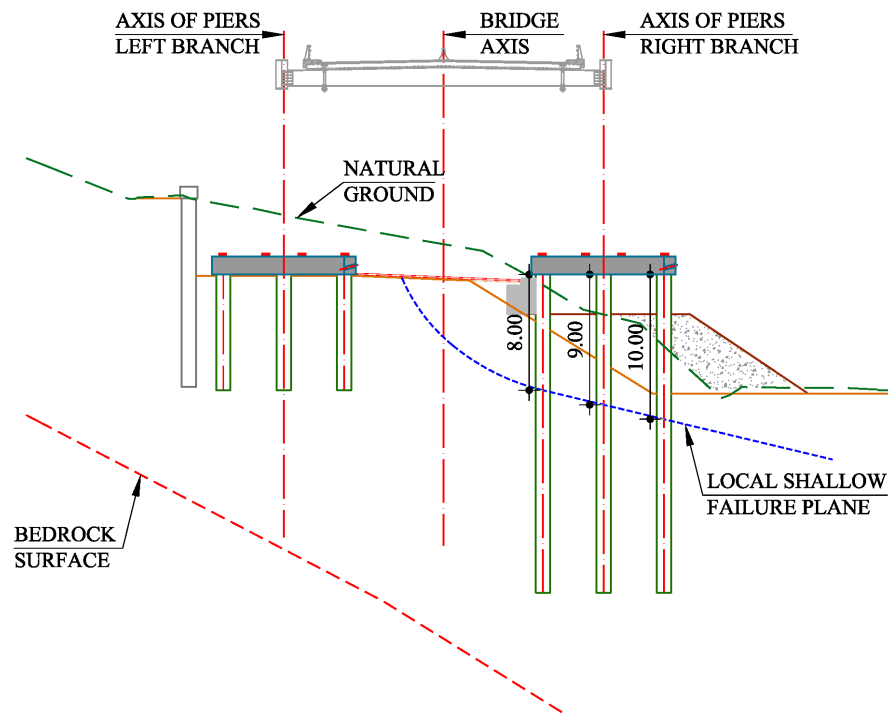 AXIS OF PIERS
LEFT BRANCH
BRIDGE
AXIS
AXIS OF PIERS
RIGHT BRANCH
NATURAL
GROUND
8.00
9.00
10.00
LOCAL SHALLOW
FAILURE PLANE
BEDROCK
SURFACE